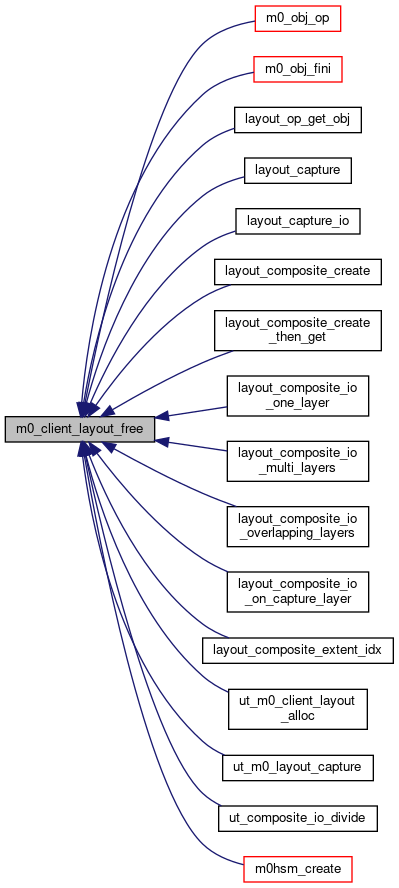 m0_obj_op
m0_obj_fini
layout_op_get_obj
layout_capture
layout_capture_io
layout_composite_create
layout_composite_create
_then_get
layout_composite_io
_one_layer
m0_client_layout_free
layout_composite_io
_multi_layers
layout_composite_io
_overlapping_layers
layout_composite_io
_on_capture_layer
layout_composite_extent_idx
ut_m0_client_layout
_alloc
ut_m0_layout_capture
ut_composite_io_divide
m0hsm_create